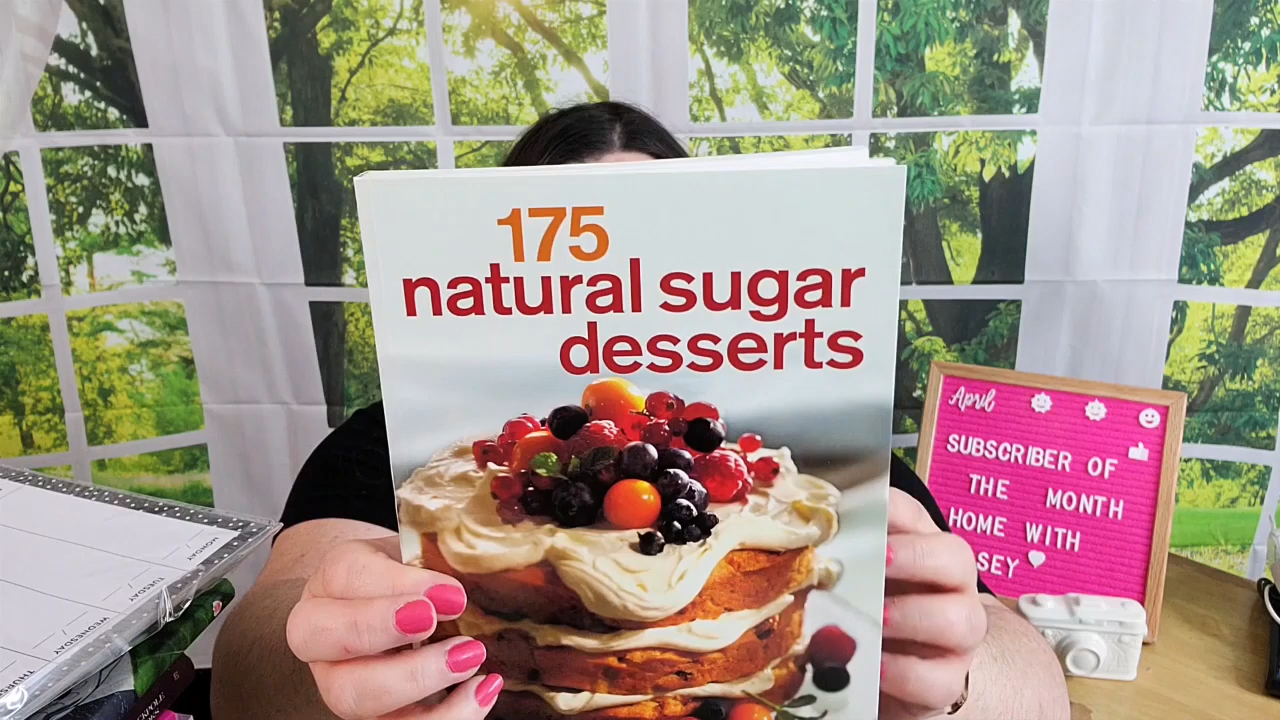 175
natural sugar
desserts
April
SUBSCRIBER OF
THE MONTH
HOME WITH
SEY
MONDAY
TUESDAY
WEDNESDAY